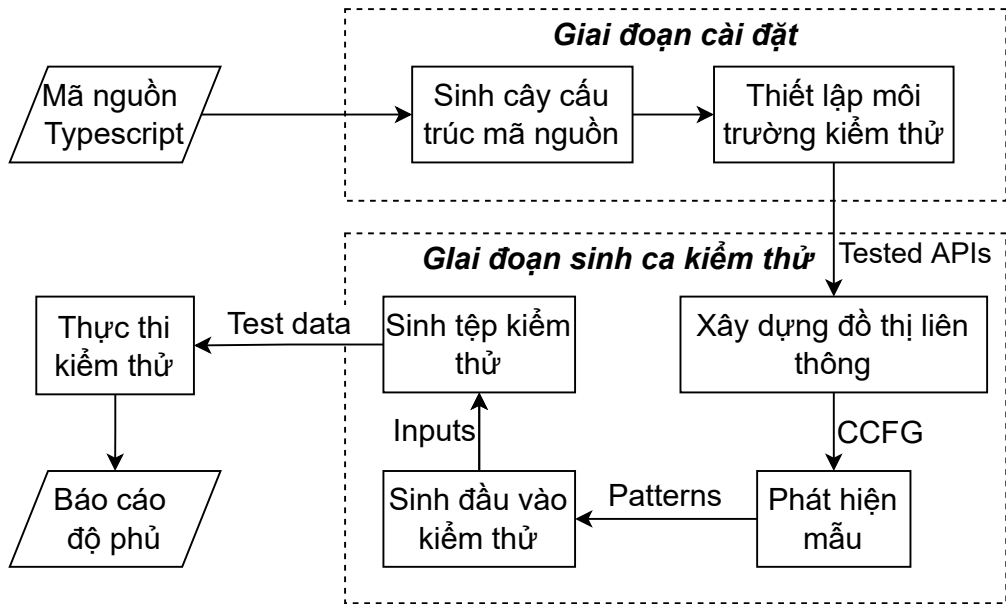 Giai đoạn cài đặt
Mã nguồn
Typescript
Sinh cây cấu
trúc mã nguồn
Thiết lập môi
trường kiểm thử
Tested APIs
GIai đoạn sinh ca kiểm thử
Xây dựng đồ thị liên
thông
CCFG
Phát hiện
mẫu
Patterns
Sinh đầu vào
kiểm thử
Inputs
Sinh tệp kiểm
thử
Test data
Thực thi
kiểm thử
Báo cáo
độ phủ